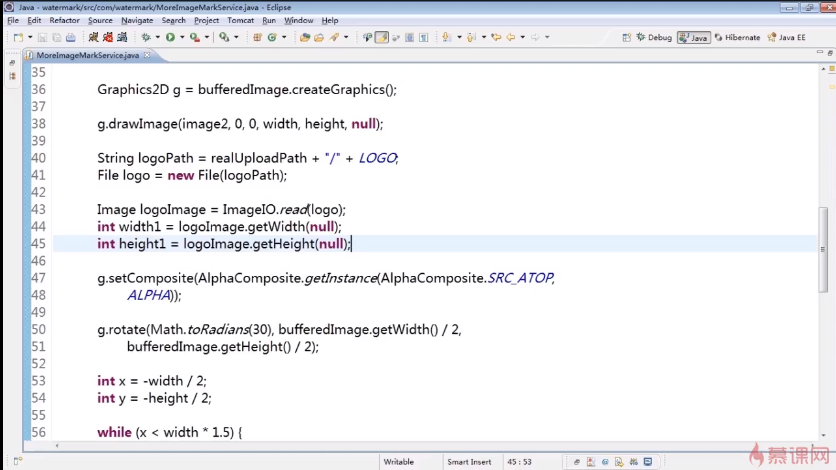 Java - watermark/src/com/watermark/MoreImageMarkService.java - Eclipse
File Edit Refactor Source Navigate Search Project Tomcat Run Window Help
Debug Java Hibernate Java EE
MoreImageMarkService.java
35
36 Graphics2D g = bufferedImage.createGraphics();
37
38 g.drawImage(image2, 0, 0, width, height, null);
39
40 String logoPath = realUploadPath + "/" + LOGO;
41 File logo = new File(logoPath);
42
43 Image logoImage = ImageIO.read(logo);
44 int width1 = logoImage.getWidth(null);
45 int height1 = logoImage.getHeight(null);
46
47 g.setComposite(AlphaComposite.getInstance(AlphaComposite.SRC_ATOP,
48 ALPHA));
49
50 g.rotate(Math.toRadians(30), bufferedImage.getWidth() / 2,
51 bufferedImage.getHeight() / 2);
52
53 int x = -width / 2;
54 int y = -height / 2;
55
56 while (x < width * 1.5) {
Writable Smart Insert 45 : 53
慕课网